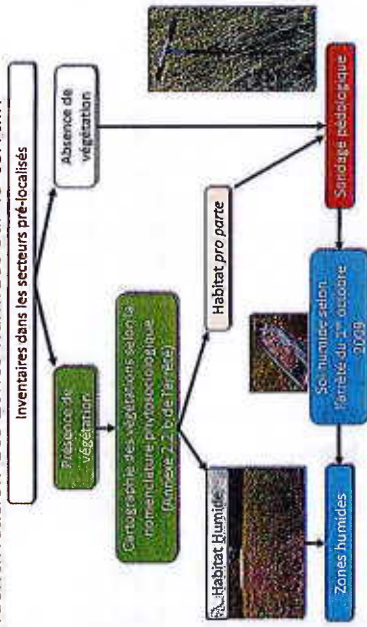 Inventaires dans les secteurs pré-localisés
Présence de
végétation
Absence de
végétation
Cartographie des végétations selon la
nomenclature phytosociologique
(Annexe 2.2.b de l'arrêté)
Habitat Humide
Habitat pro parte
Zones humides
Sol humide selon
l'arrêté du 1er octobre
2009
Sondage pédologique